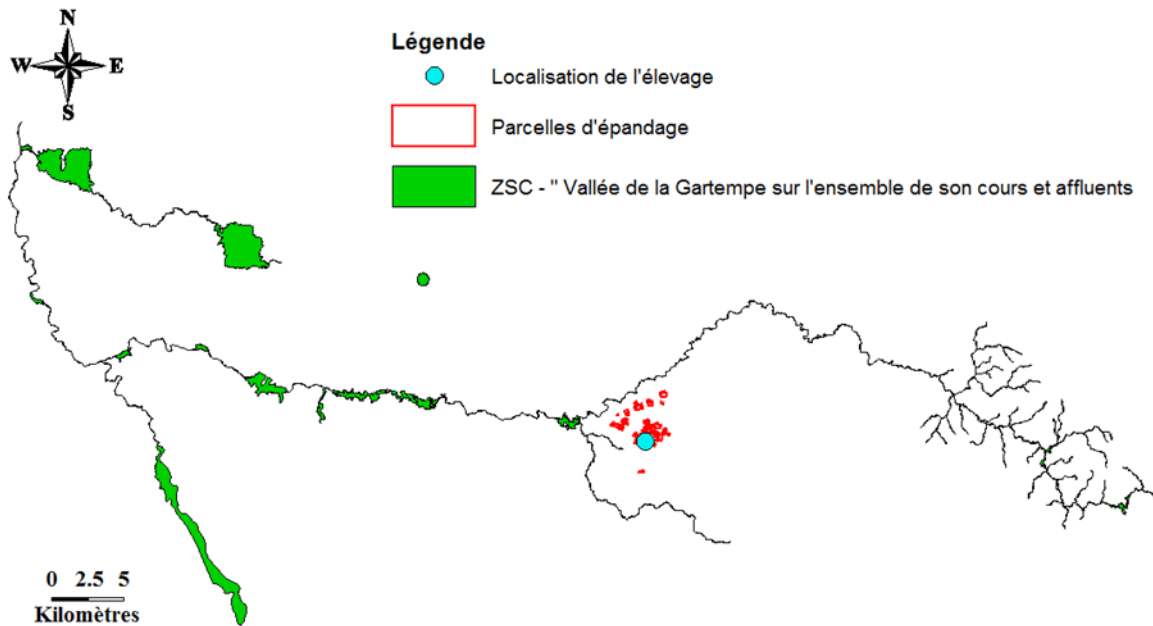 N
W E
S
Légende
Localisation de l'élevage
Parcelles d'épandage
ZSC - " Vallée de la Gartempe sur l'ensemble de son cours et affluents
0 2.5 5
Kilomètres